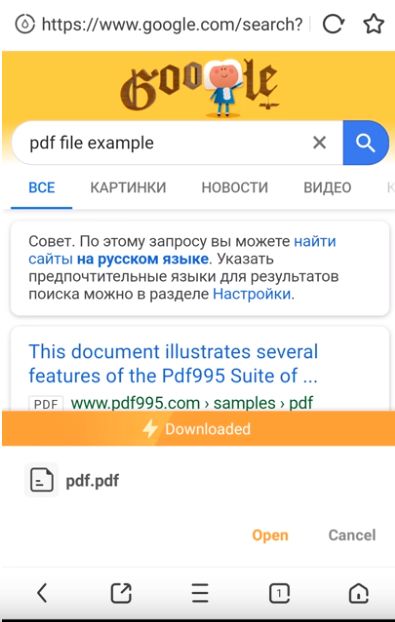 https://www.google.com/search?
Google
pdf file example
ВСЕ КАРТИНКИ НОВОСТИ ВИДЕО К
Совет. По этому запросу вы можете найти
сайты на русском языке. Указать
предпочтительные языки для результатов
поиска можно в разделе Настройки.
This document illustrates several
features of the Pdf995 Suite of ...
PDF www.pdf995.com › samples › pdf
Downloaded
pdf.pdf
Open Cancel
1